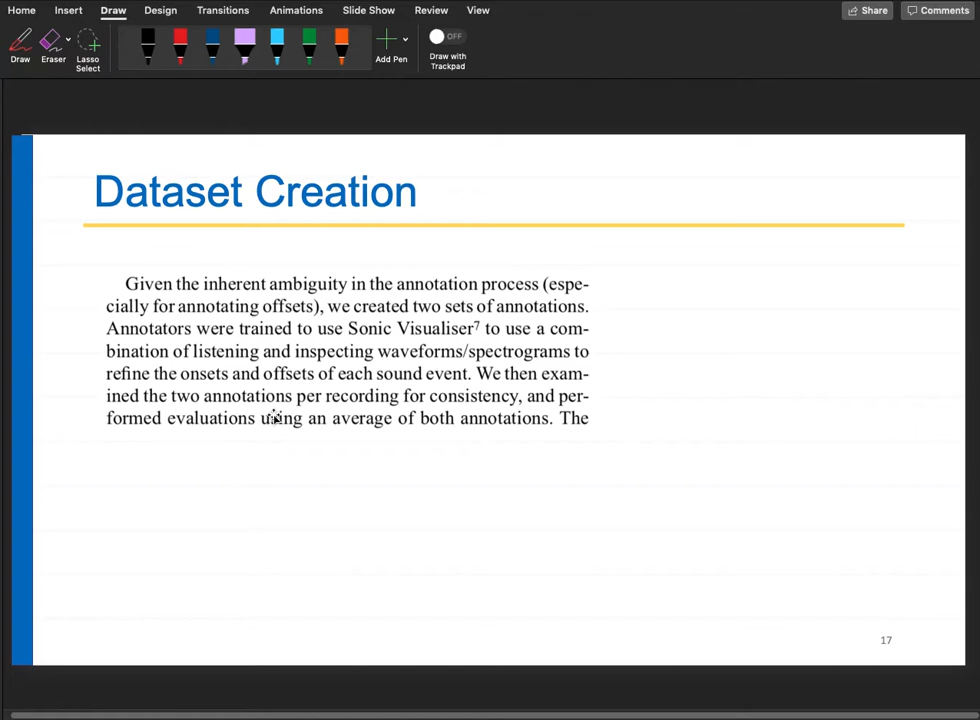 Home Insert Draw Design Transitions Animations Slide Show Review View Share Comments
Draw Eraser Lasso Select Add Pen OFF Draw with Trackpad
Dataset Creation
Given the inherent ambiguity in the annotation process (espe-
cially for annotating offsets), we created two sets of annotations.
Annotators were trained to use Sonic Visualiser7 to use a com-
bination of listening and inspecting waveforms/spectrograms to
refine the onsets and offsets of each sound event. We then exam-
ined the two annotations per recording for consistency, and per-
formed evaluations using an average of both annotations. The
17